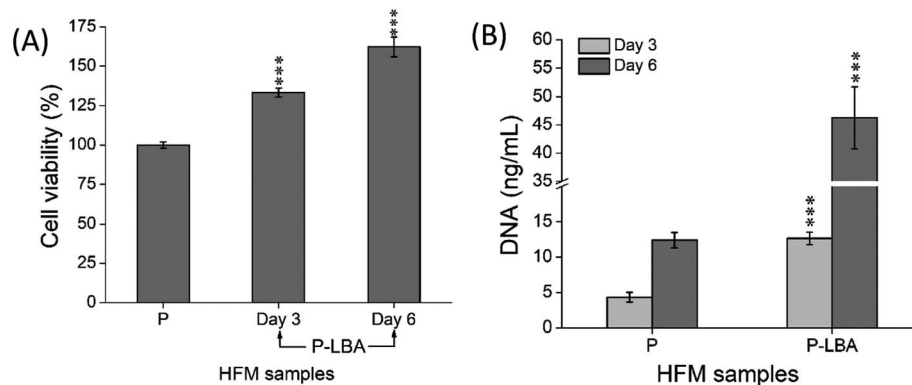 (A)
175
150
125
100
75
50
25
0
Cell viability (%)
***
***
P
Day 3
Day 6
P-LBA
HFM samples
(B)
60
55
50
45
40
35
15
10
5
0
DNA (ng/mL)
Day 3
Day 6
***
***
P
P-LBA
HFM samples